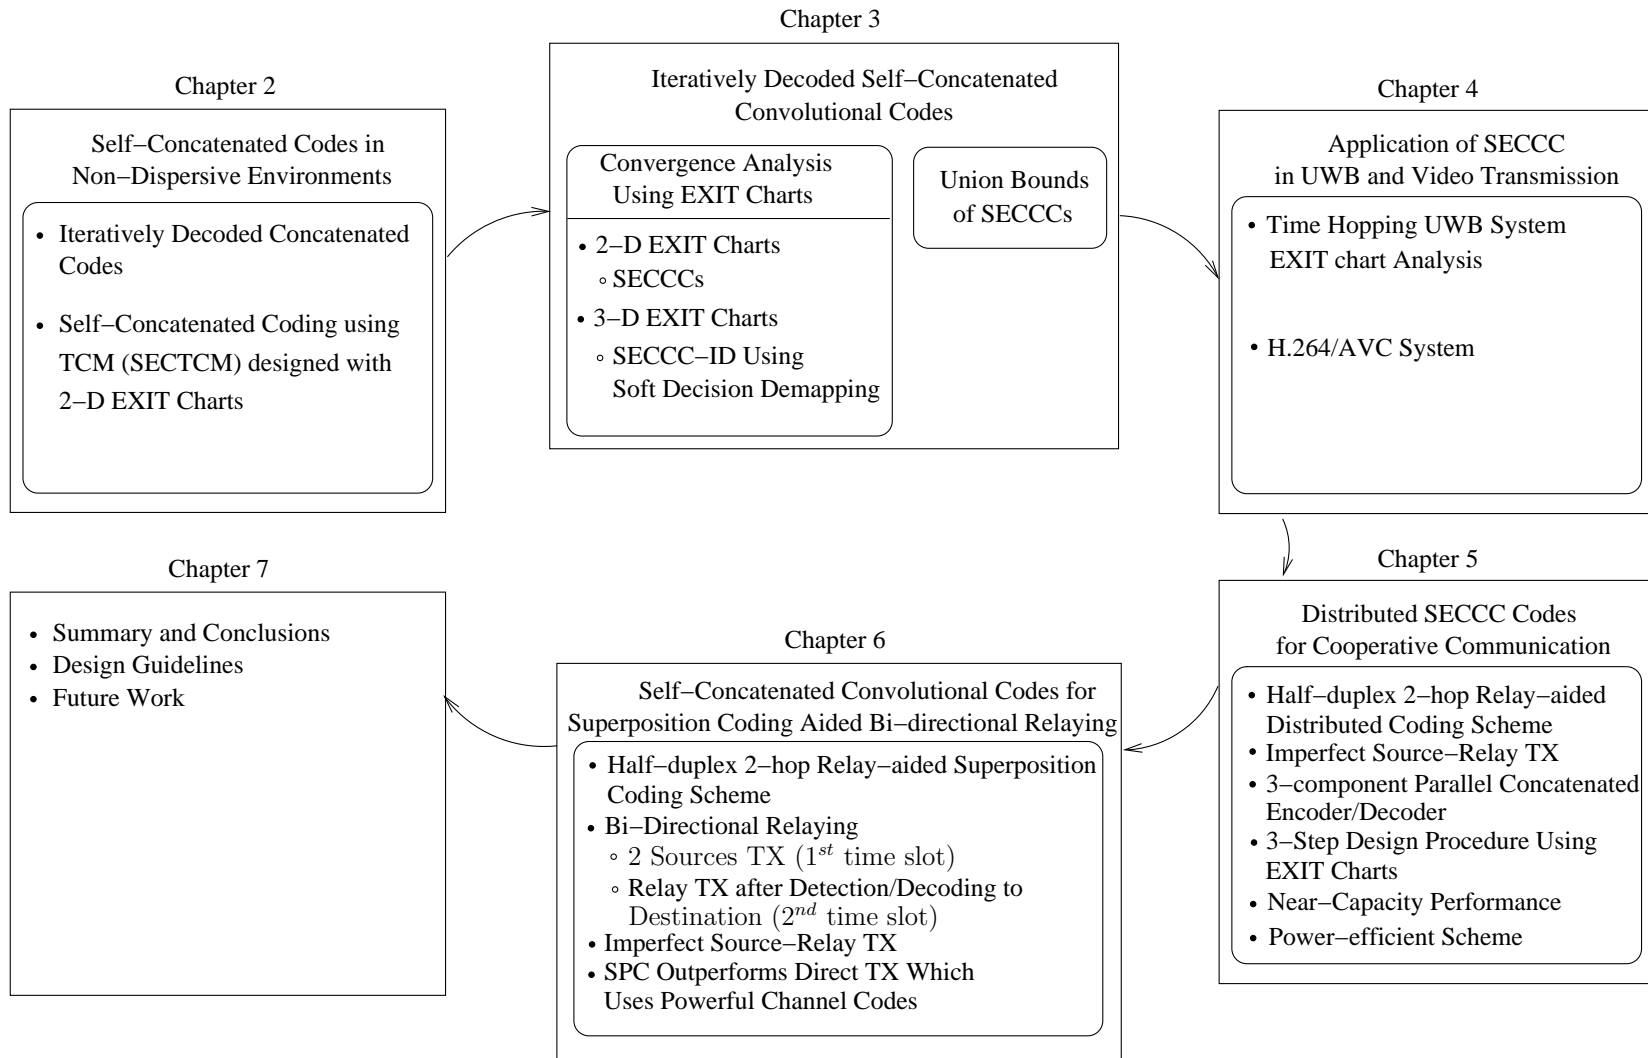 Chapter 2
Self−Concatenated Codes in
Non−Dispersive Environments
• Iteratively Decoded Concatenated
Codes
• Self−Concatenated Coding using
TCM (SECTCM) designed with
2−D EXIT Charts
Chapter 3
Iteratively Decoded Self−Concatenated
Convolutional Codes
Convergence Analysis
Using EXIT Charts
• 2−D EXIT Charts
∘ SECCCs
• 3−D EXIT Charts
∘ SECCC−ID Using
Soft Decision Demapping
Union Bounds
of SECCCs
Chapter 4
Application of SECCC
in UWB and Video Transmission
• Time Hopping UWB System
EXIT chart Analysis
• H.264/AVC System
Chapter 5
Distributed SECCC Codes
for Cooperative Communication
• Half−duplex 2−hop Relay−aided
Distributed Coding Scheme
• Imperfect Source−Relay TX
• 3−component Parallel Concatenated
Encoder/Decoder
• 3−Step Design Procedure Using
EXIT Charts
• Near−Capacity Performance
• Power−efficient Scheme
Chapter 6
Self−Concatenated Convolutional Codes for
Superposition Coding Aided Bi−directional Relaying
• Half−duplex 2−hop Relay−aided Superposition
Coding Scheme
• Bi−Directional Relaying
∘ 2 Sources TX (1st time slot)
∘ Relay TX after Detection/Decoding to
Destination (2nd time slot)
• Imperfect Source−Relay TX
• SPC Outperforms Direct TX Which
Uses Powerful Channel Codes
Chapter 7
• Summary and Conclusions
• Design Guidelines
• Future Work